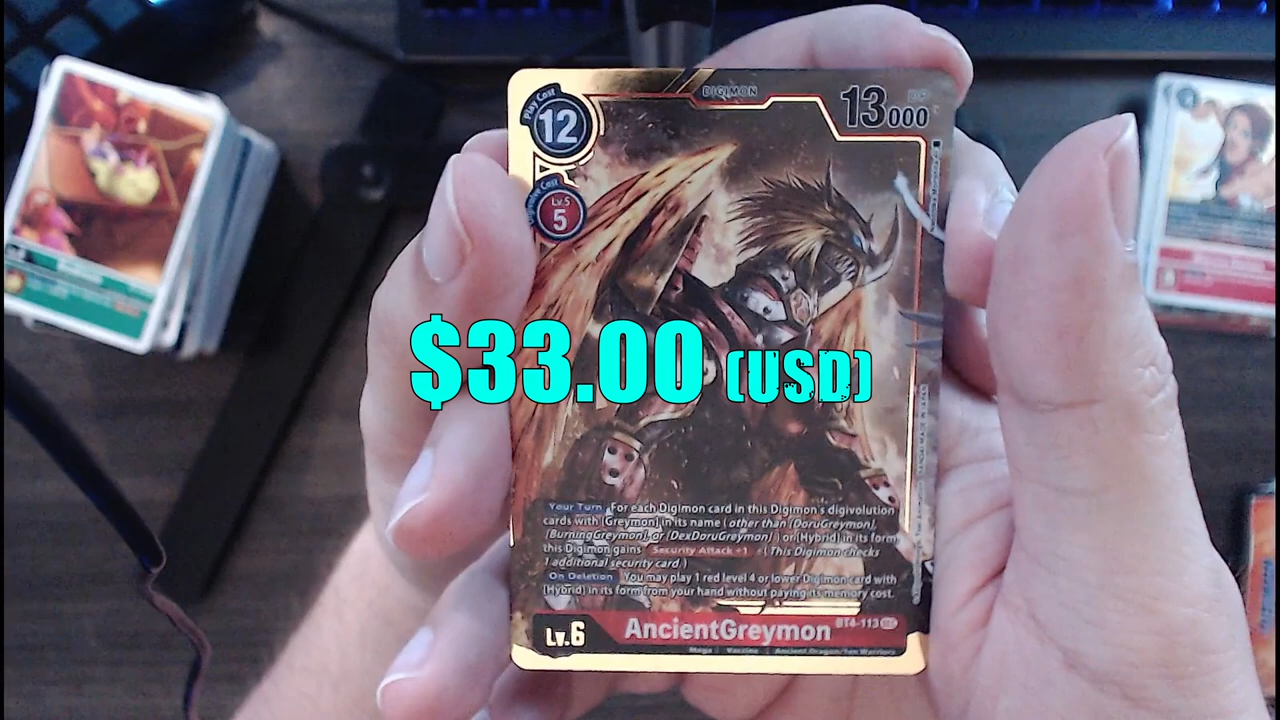 DIGIMON
Play Cost
12
DP
13000
Digivolve Cost
Lv.5
5
$33.00 (USD)
Your Turn For each Digimon card in this Digimon's digivolution
cards with [Greymon] in its name (other than [DoruGreymon],
[BurningGreymon], or [DexDoruGreymon]) or [Hybrid] in its form,
this Digimon gains Security Attack +1 (This Digimon checks
1 additional security card.)
On Deletion You may play 1 red level 4 or lower Digimon card with
[Hybrid] in its form from your hand without paying its memory cost.
Lv.6
AncientGreymon
BT4-113 SEC
Mega Vaccine Ancient Dragon/Ten Warriors